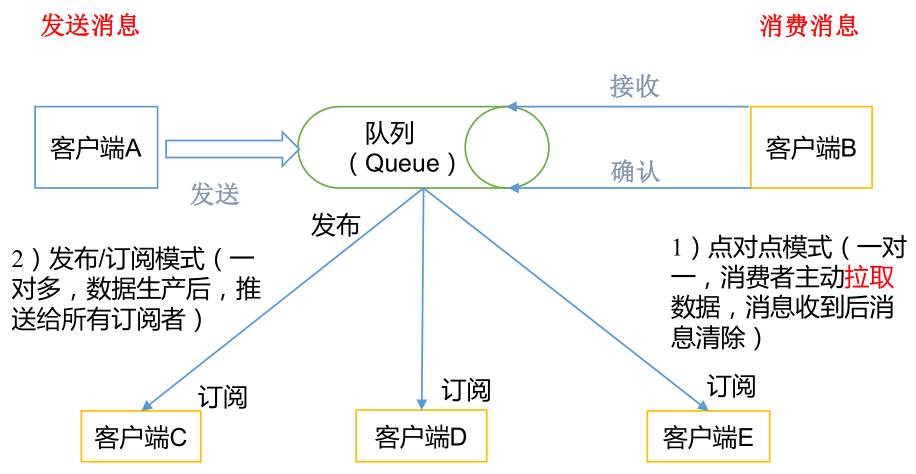 发送消息
消费消息
接收
客户端A
队列
（Queue）
客户端B
发送
确认
发布
2）发布/订阅模式（一
对多，数据生产后，推
送给所有订阅者）
1）点对点模式（一对
一，消费者主动拉取
数据，消息收到后消
息清除）
订阅
订阅
订阅
客户端C
客户端D
客户端E